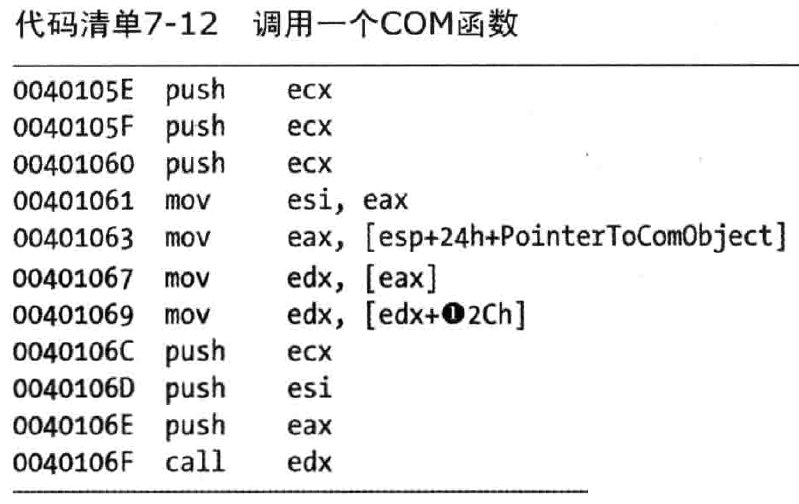 代码清单7-12 调用一个COM函数
0040105E push ecx
0040105F push ecx
00401060 push ecx
00401061 mov esi, eax
00401063 mov eax, [esp+24h+PointerToComObject]
00401067 mov edx, [eax]
00401069 mov edx, [edx+❶2Ch]
0040106C push ecx
0040106D push esi
0040106E push eax
0040106F call edx